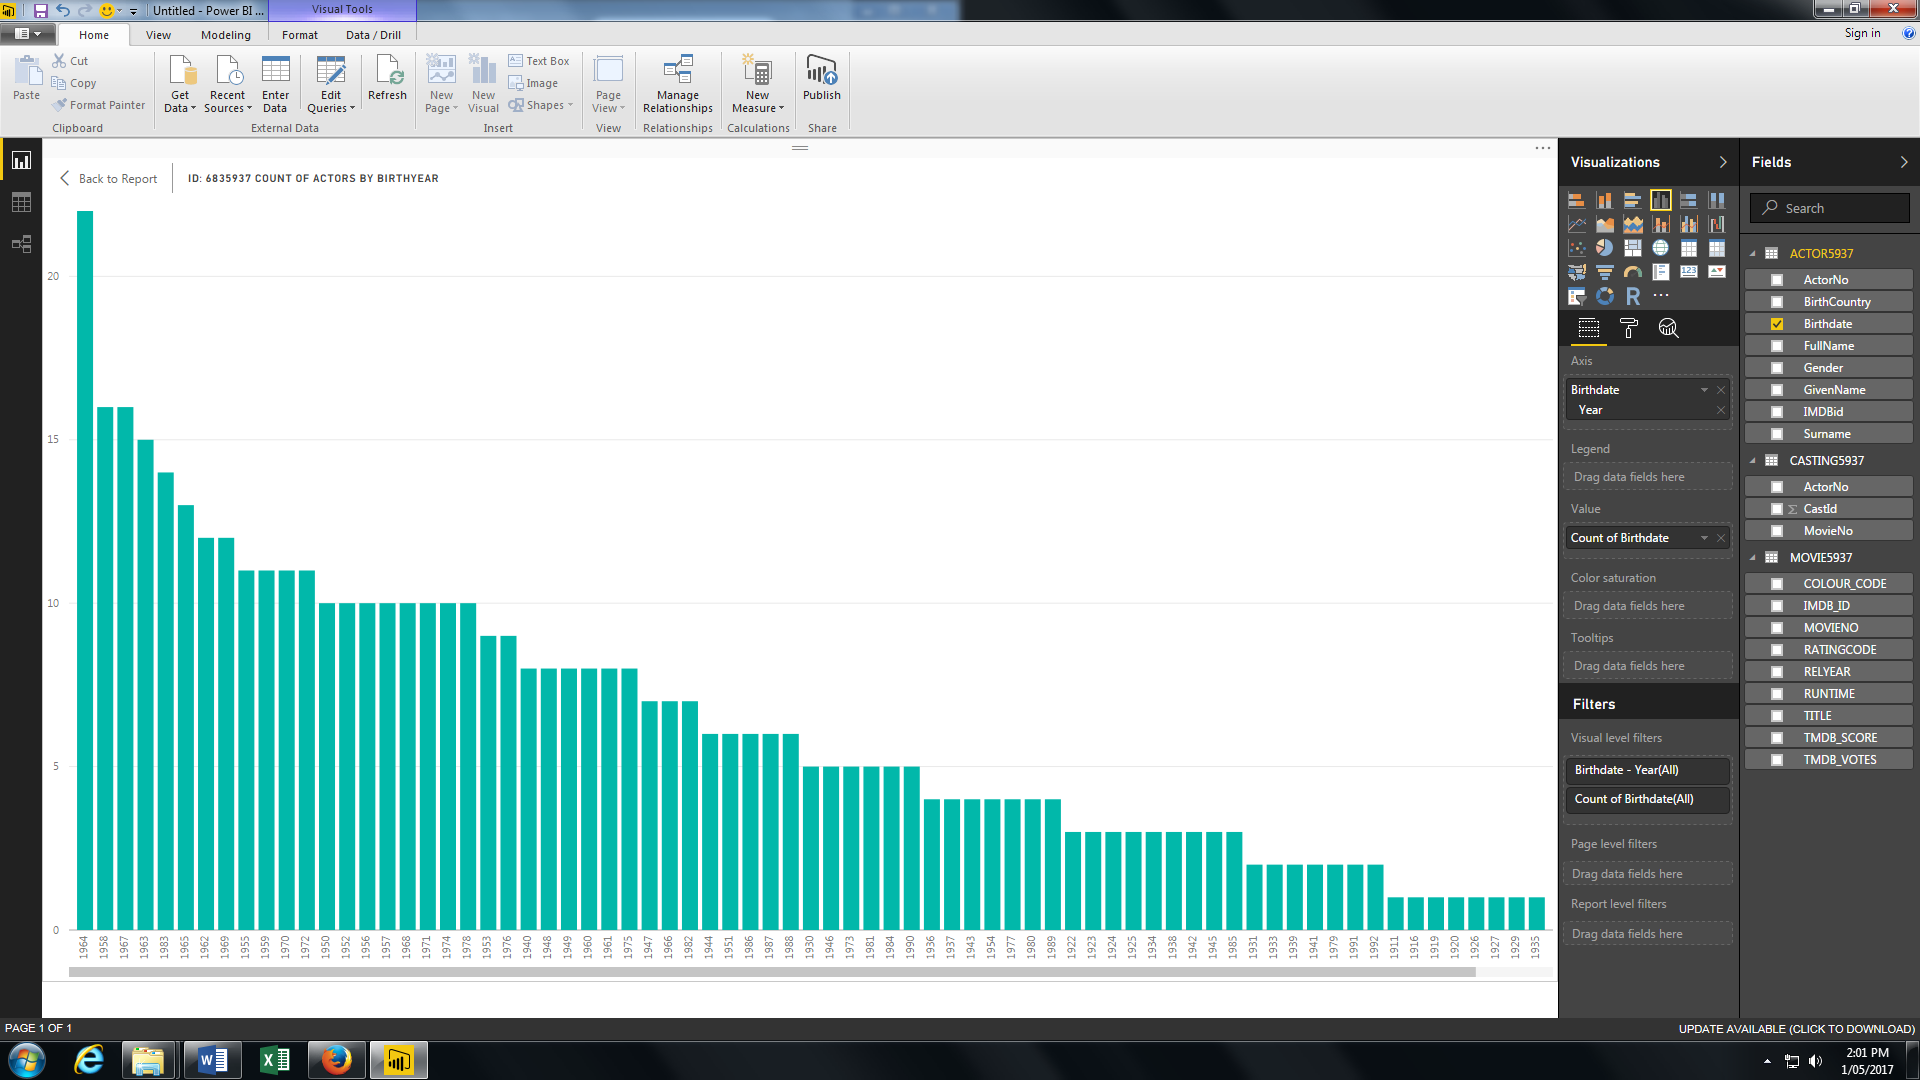 Untitled - Power BI ...
Visual Tools
Home View Modeling Format Data / Drill
Sign in
Paste
Cut
Copy
Format Painter
Get Data
Recent Sources
Enter Data
Edit Queries
Refresh
New Page
New Visual
Text Box
Image
Shapes
Page View
Manage Relationships
New Measure
Publish
Clipboard External Data Insert View Relationships Calculations Share
Back to Report
ID: 6835937 COUNT OF ACTORS BY BIRTHYEAR
20
15
10
5
0
1964 1958 1967 1963 1983 1965 1962 1969 1955 1959 1970 1972 1950 1952 1956 1957 1968 1971 1974 1978 1953 1976 1940 1948 1949 1960 1961 1975 1947 1966 1982 1944 1951 1986 1987 1988 1930 1946 1973 1981 1984 1990 1936 1937 1943 1954 1977 1980 1989 1922 1923 1924 1925 1934 1938 1942 1945 1985 1931 1933 1939 1941 1979 1991 1992 1911 1916 1919 1920 1926 1927 1929 1935
Visualizations
R
123
Axis
Birthdate
Year
Legend
Drag data fields here
Value
Count of Birthdate
Color saturation
Drag data fields here
Tooltips
Drag data fields here
Filters
Visual level filters
Birthdate - Year(All)
Count of Birthdate(All)
Page level filters
Drag data fields here
Report level filters
Drag data fields here
Fields
Search
ACTOR5937
ActorNo
BirthCountry
Birthdate
FullName
Gender
GivenName
IMDBid
Surname
CASTING5937
ActorNo
CastId
MovieNo
MOVIE5937
COLOUR_CODE
IMDB_ID
MOVIENO
RATINGCODE
RELYEAR
RUNTIME
TITLE
TMDB_SCORE
TMDB_VOTES
PAGE 1 OF 1
UPDATE AVAILABLE (CLICK TO DOWNLOAD)
2:01 PM
1/05/2017